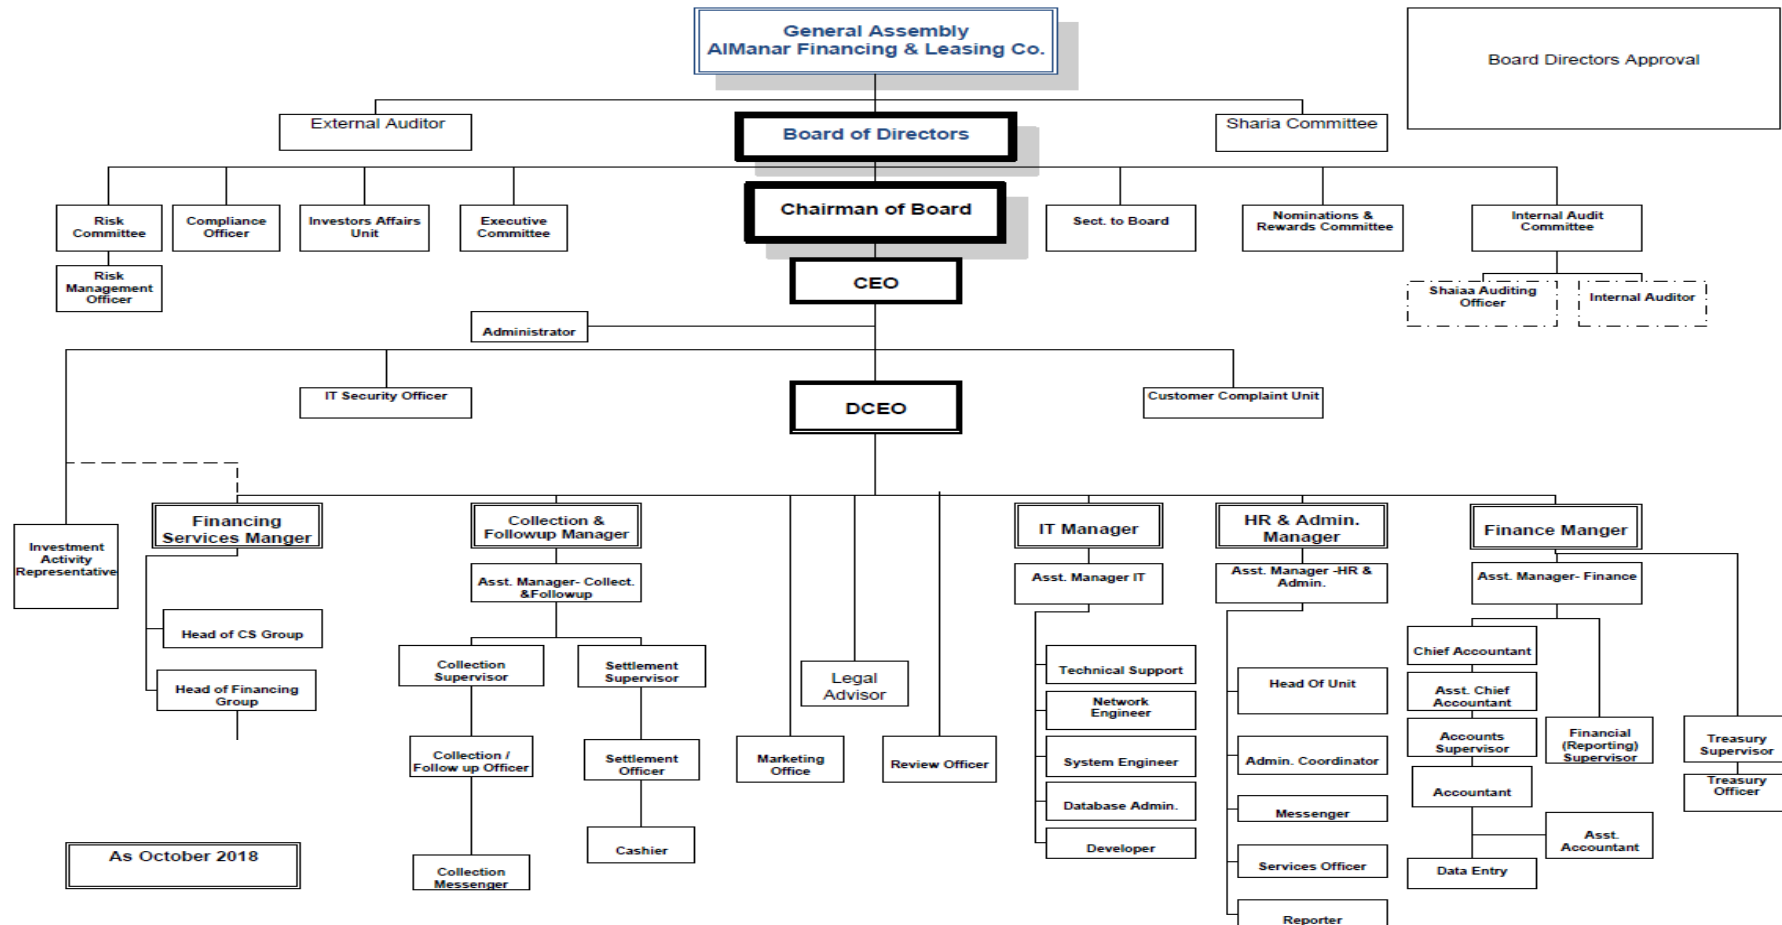 General Assembly
AlManar Financing & Leasing Co.
Board Directors Approval
External Auditor
Board of Directors
Sharia Committee
Risk
Committee
Compliance
Officer
Investors Affairs
Unit
Executive
Committee
Chairman of Board
Sect. to Board
Nominations &
Rewards Committee
Internal Audit
Committee
Risk
Management
Officer
CEO
Shaiaa Auditing
Officer
Internal Auditor
Administrator
IT Security Officer
DCEO
Customer Complaint Unit
Investment
Activity
Representative
Financing
Services Manger
Collection &
Followup Manager
IT Manager
HR & Admin.
Manager
Finance Manger
Asst. Manager- Collect.
&Followup
Asst. Manager IT
Asst. Manager -HR &
Admin.
Asst. Manager- Finance
Head of CS Group
Head of Financing
Group
Collection
Supervisor
Settlement
Supervisor
Legal
Advisor
Technical Support
Network
Engineer
System Engineer
Database Admin.
Developer
Head Of Unit
Admin. Coordinator
Messenger
Services Officer
Reporter
Chief Accountant
Asst. Chief
Accountant
Accounts
Supervisor
Accountant
Financial
(Reporting)
Supervisor
Treasury
Supervisor
Treasury
Officer
Asst.
Accountant
Data Entry
Collection /
Follow up Officer
Settlement
Officer
Marketing
Office
Review Officer
Cashier
Collection
Messenger
As October 2018